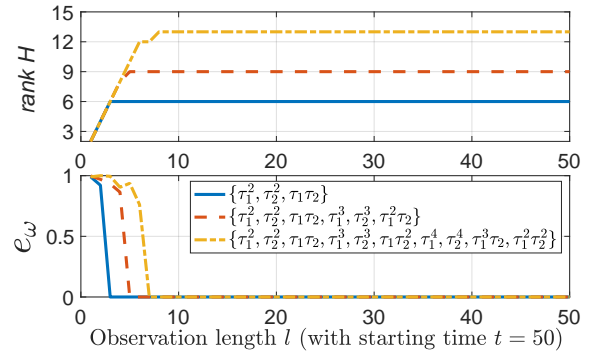 15
12
9
6
3
rank H
0 10 20 30 40 50
1
0.5
0
e_ω
{τ₁², τ₂², τ₁τ₂}
{τ₁², τ₂², τ₁τ₂, τ₁³, τ₂³, τ₁²τ₂}
{τ₁², τ₂², τ₁τ₂, τ₁³, τ₂³, τ₁τ₂², τ₁⁴, τ₂⁴, τ₁³τ₂, τ₁²τ₂²}
0 10 20 30 40 50
Observation length l (with starting time t = 50)